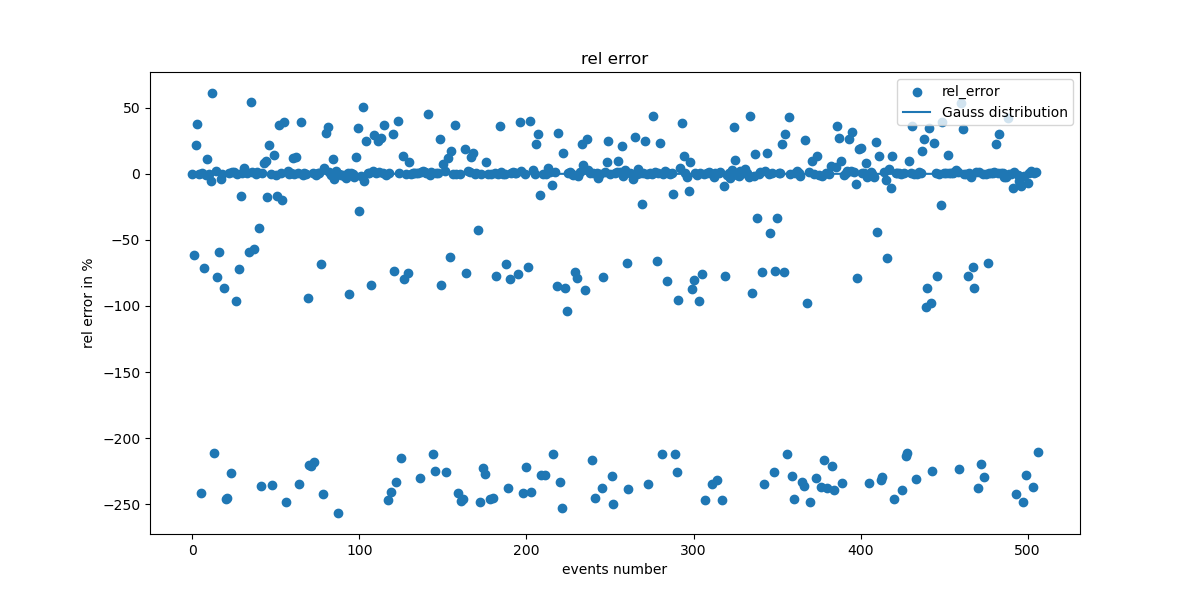 rel error
rel_error
Gauss distribution
rel error in %
50
0
−50
−100
−150
−200
−250
0
100
200
300
400
500
events number